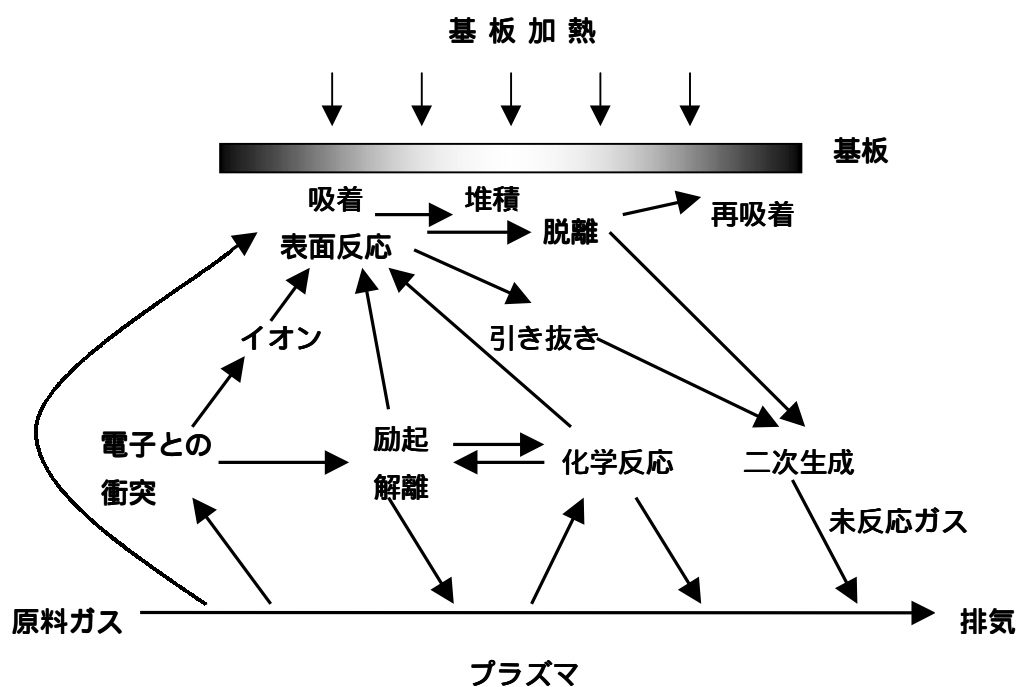 基板加熱
基板
吸着
堆積
再吸着
脱離
表面反応
イオン
引き抜き
電子との
衝突
励起
解離
化学反応
二次生成
未反応ガス
原料ガス
排気
プラズマ